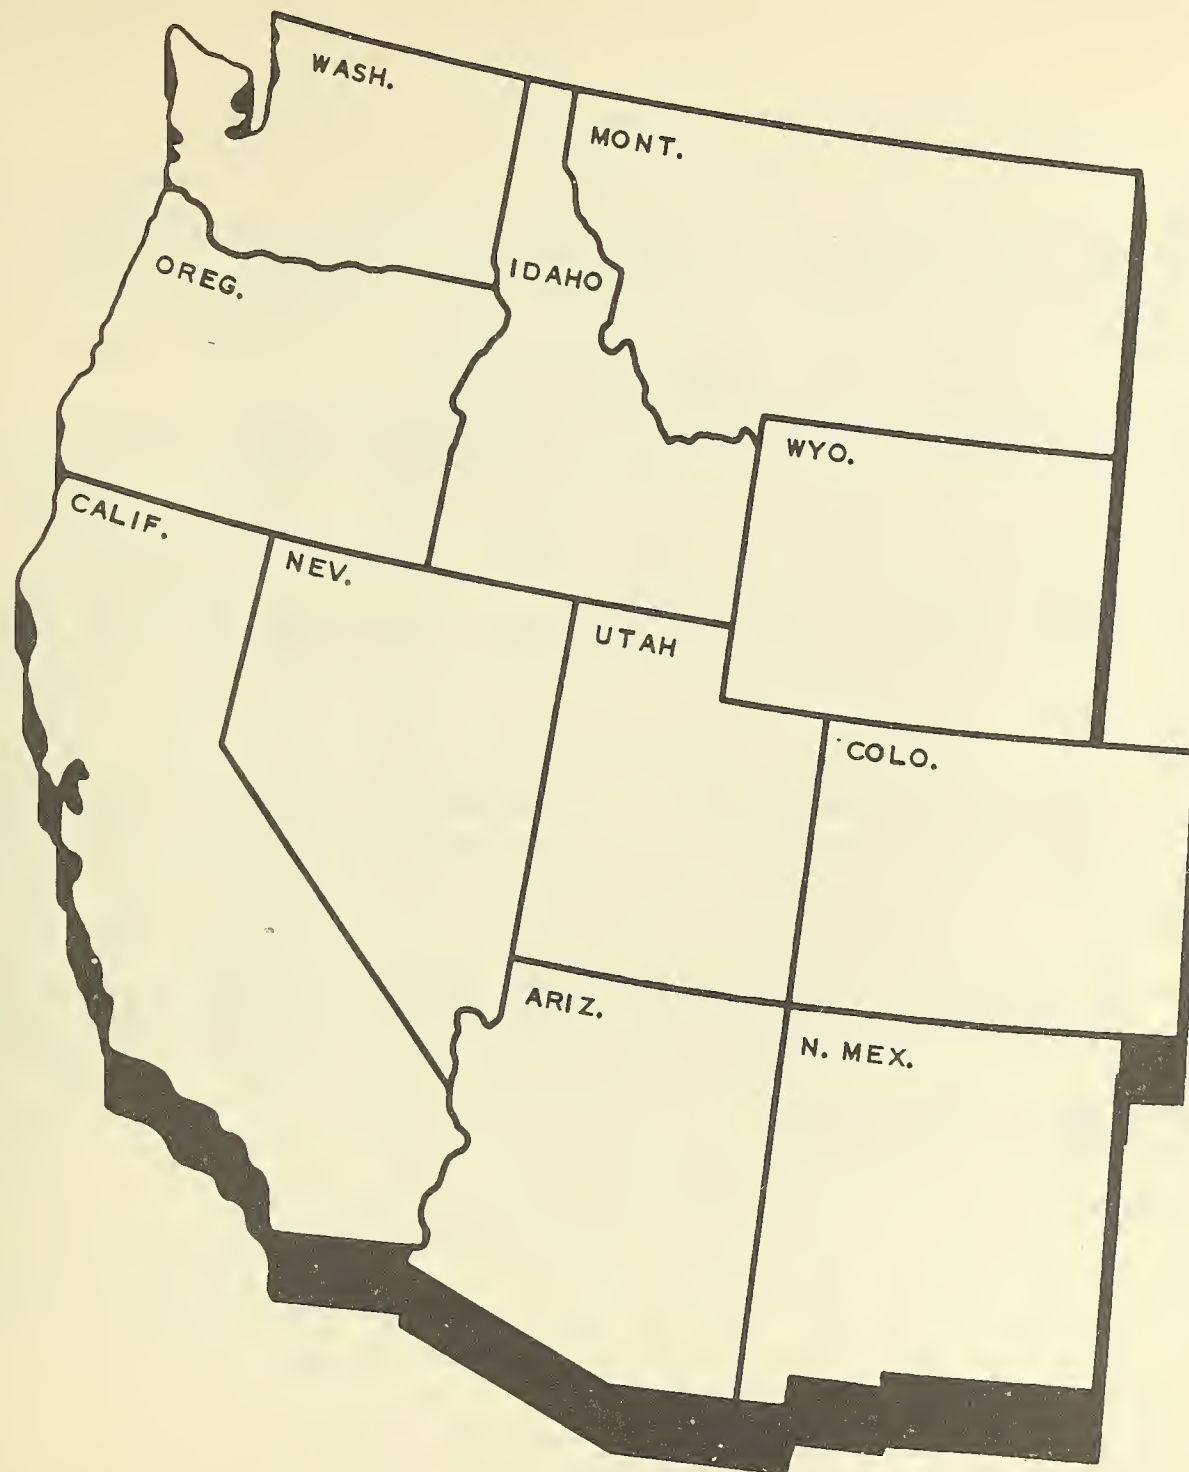 WASH.
MONT.
OREG.
IDAHO
WYO.
CALIF.
NEV.
UTAH
COLO.
ARIZ.
N. MEX.